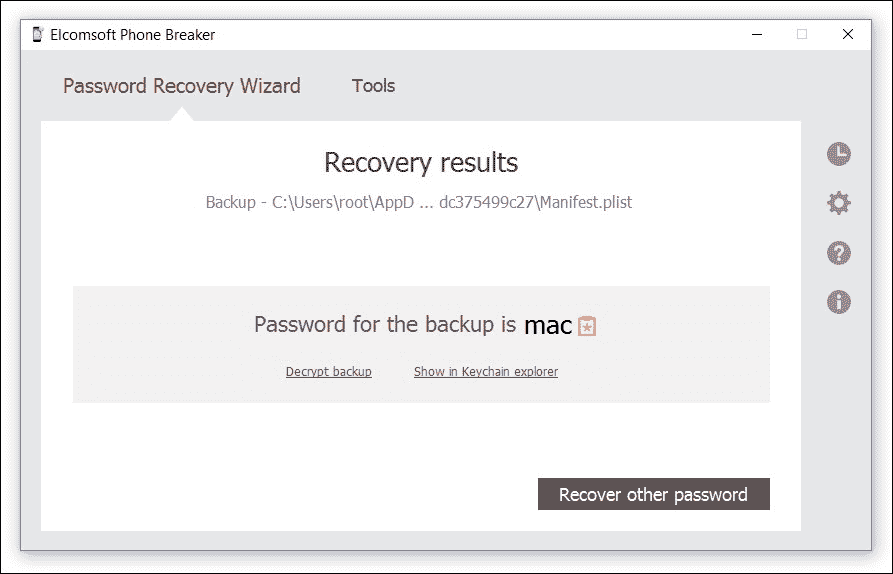 Elcomsoft Phone Breaker
Password Recovery Wizard Tools
Recovery results
Backup - C:\Users\root\AppD ... dc375499c27\Manifest.plist
Password for the backup is mac
Decrypt backup Show in Keychain explorer
Recover other password